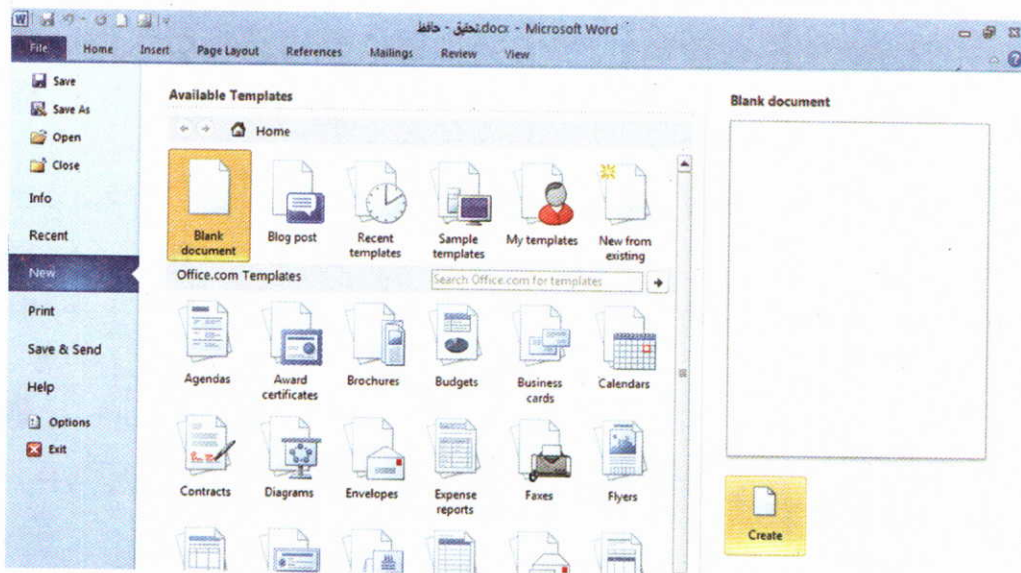 تحقيق - حافظ.docx - Microsoft Word
File Home Insert Page Layout References Mailings Review View
Save
Save As
Open
Close
Info
Recent
New
Print
Save & Send
Help
Options
Exit
Available Templates
Home
Blank document
Blog post
Recent templates
Sample templates
My templates
New from existing
Office.com Templates
Search Office.com for templates
Agendas
Award certificates
Brochures
Budgets
Business cards
Calendars
Contracts
Diagrams
Envelopes
Expense reports
Faxes
Flyers
Blank document
Create